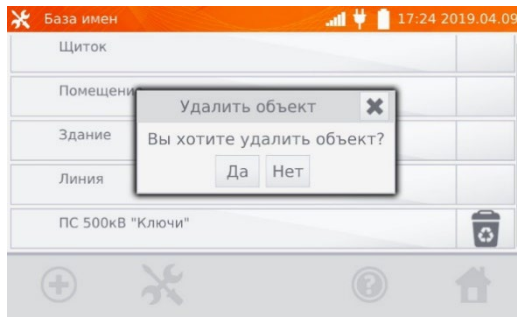 База имен
17:24 2019.04.09
Щиток
Помещени
Удалить объект
Вы хотите удалить объект?
Да Нет
Здание
Линия
ПС 500кВ "Ключи"